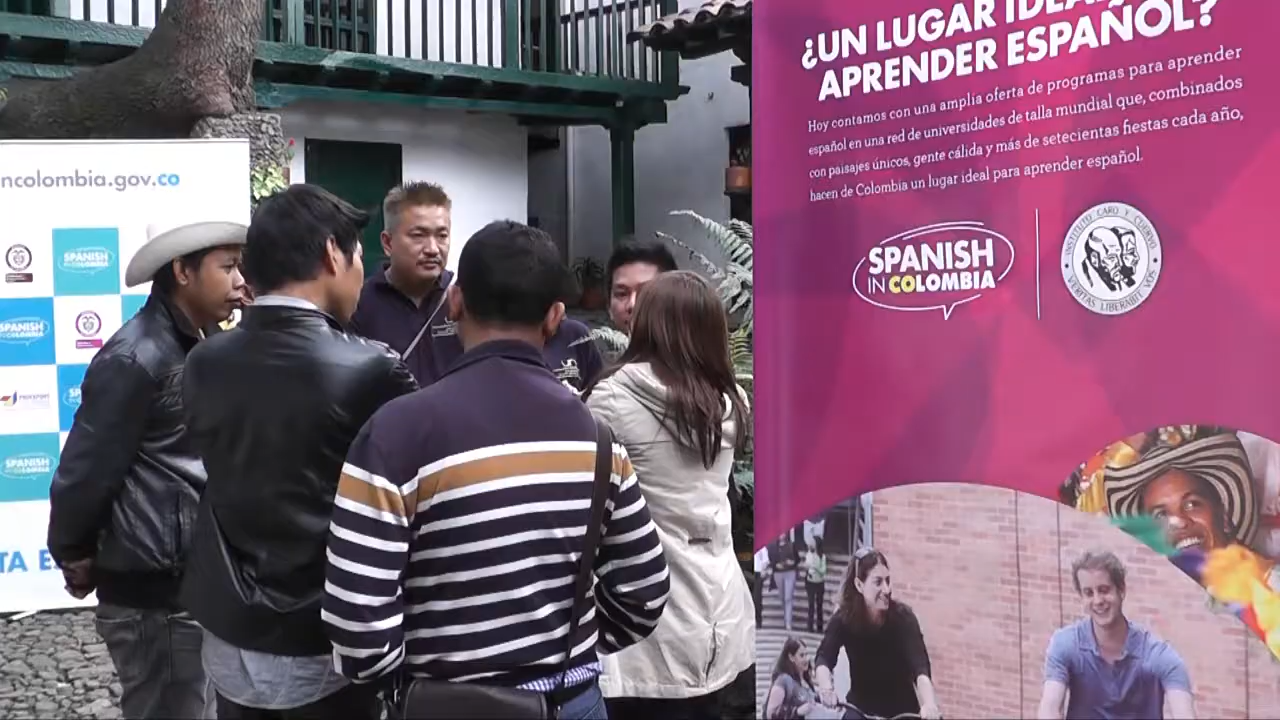 ncolombia.gov.co
SPANISH
IN COLOMBIA
SPANISH
SPANISH
TA E
¿UN LUGAR IDEAL
APRENDER ESPAÑOL?
Hoy contamos con una amplia oferta de programas para aprender
español en una red de universidades de talla mundial que, combinados
con paisajes únicos, gente cálida y más de setecientas fiestas cada año,
hacen de Colombia un lugar ideal para aprender español.
SPANISH
IN COLOMBIA
INSTITUTO CARO Y CUERVO
VERITAS LIBERABIT VOS